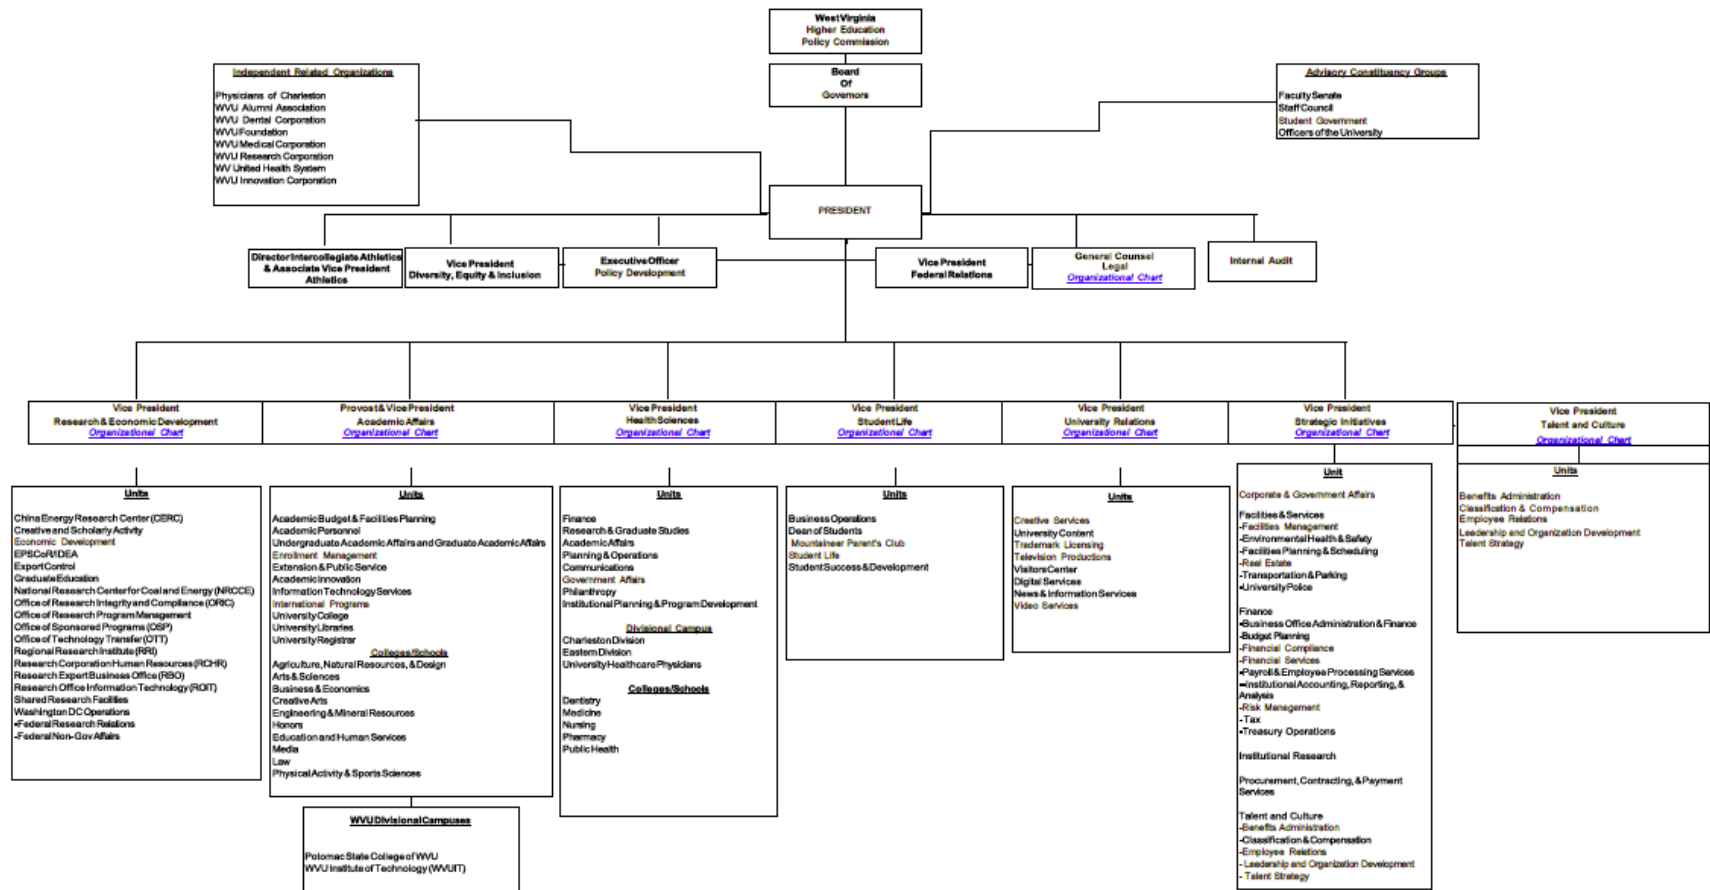 West Virginia
Higher Education
Policy Commission
Independent Related Organizations
Physicians of Charleston
WVU Alumni Association
WVU Dental Corporation
WVU Foundation
WVU Medical Corporation
WVU Research Corporation
WV United Health System
WVU Innovation Corporation
Board
Of
Governors
Advisory Constituency Groups
Faculty Senate
Staff Council
Student Government
Officers of the University
PRESIDENT
Director Intercollegiate Athletics
& Associate Vice President
Athletics
Vice President
Diversity, Equity & Inclusion
Executive Officer
Policy Development
Vice President
Federal Relations
General Counsel
Legal
Organizational Chart
Internal Audit
Vice President
Research & Economic Development
Organizational Chart
Provost & Vice President
Academic Affairs
Organizational Chart
Vice President
Health Sciences
Organizational Chart
Vice President
Student Life
Organizational Chart
Vice President
University Relations
Organizational Chart
Vice President
Strategic Initiatives
Organizational Chart
Vice President
Talent and Culture
Organizational Chart
Units
China Energy Research Center (CERC)
Creative and Scholarly Activity
Economic Development
EPSCoR/IDEA
Export Control
Graduate Education
National Research Center for Coal and Energy (NRCCE)
Office of Research Integrity and Compliance (ORIC)
Office of Research Program Management
Office of Sponsored Programs (OSP)
Office of Technology Transfer (OTT)
Regional Research Institute (RRI)
Research Corporation Human Resources (RCHR)
Research Expert Business Office (RBO)
Research Office Information Technology (ROIT)
Shared Research Facilities
Washington DC Operations
-Federal Research Relations
-Federal Non-Gov Affairs
Units
Academic Budget & Facilities Planning
Academic Personnel
Undergraduate Academic Affairs and Graduate Academic Affairs
Enrollment Management
Extension & Public Service
Academic Innovation
Information Technology Services
International Programs
University College
University Libraries
University Registrar
Colleges/Schools
Agriculture, Natural Resources, & Design
Arts & Sciences
Business & Economics
Creative Arts
Engineering & Mineral Resources
Honors
Education and Human Services
Media
Law
Physical Activity & Sports Sciences
WVU Divisional Campuses
Potomac State College of WVU
WVU Institute of Technology (WVUIT)
Units
Finance
Research & Graduate Studies
Academic Affairs
Planning & Operations
Communications
Government Affairs
Philanthropy
Institutional Planning & Program Development
Divisional Campus
Charleston Division
Eastern Division
University Healthcare Physicians
Colleges/Schools
Dentistry
Medicine
Nursing
Pharmacy
Public Health
Units
Business Operations
Dean of Students
Mountaineer Parent's Club
Student Life
Student Success & Development
Units
Creative Services
University Content
Trademark Licensing
Television Productions
Visitors Center
Digital Services
News & Information Services
Video Services
Unit
Corporate & Government Affairs
Facilities & Services
-Facilities Management
-Environmental Health & Safety
-Facilities Planning & Scheduling
-Real Estate
-Transportation & Parking
-University Police
Finance
-Business Office Administration & Finance
-Budget Planning
-Financial Compliance
-Financial Services
-Payroll & Employee Processing Services
-Institutional Accounting, Reporting, &
Analysis
-Risk Management
-Tax
-Treasury Operations
Institutional Research
Procurement, Contracting, & Payment
Services
Talent and Culture
-Benefits Administration
-Classification & Compensation
-Employee Relations
- Leadership and Organization Development
- Talent Strategy
Units
Benefits Administration
Classification & Compensation
Employee Relations
Leadership and Organization Development
Talent Strategy